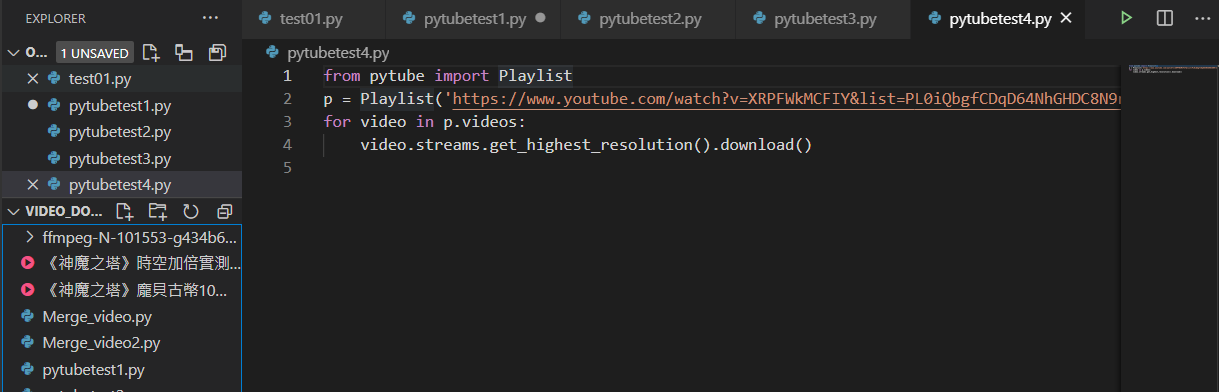 EXPLORER
test01.py
pytubetest1.py
pytubetest2.py
pytubetest3.py
pytubetest4.py
O... 1 UNSAVED
test01.py
pytubetest1.py
pytubetest2.py
pytubetest3.py
pytubetest4.py
VIDEO_DO...
ffmpeg-N-101553-g434b6...
《神魔之塔》時空加倍實測...
《神魔之塔》龐貝古幣10...
Merge_video.py
Merge_video2.py
pytubetest1.py
pytubetest4.py
1 from pytube import Playlist
2 p = Playlist('https://www.youtube.com/watch?v=XRPFWkMCFIY&list=PL0iQbgfCDqD64NhGHDC8N9
3 for video in p.videos:
4 video.streams.get_highest_resolution().download()
5